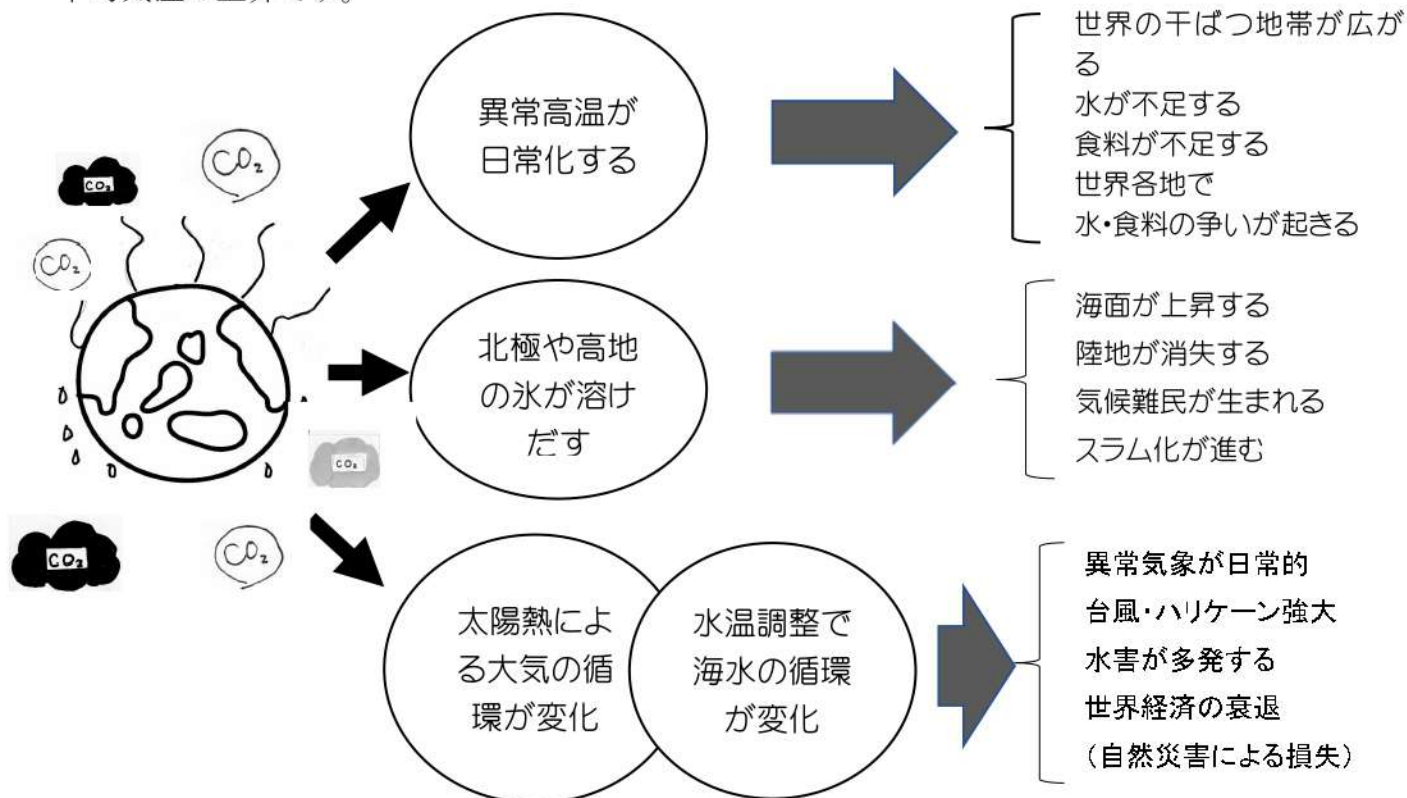 CO2
CO2
CO2
CO2
CO2
CO2
異常高温が
日常化する
世界の干ばつ地帯が広が
る
水が不足する
食料が不足する
世界各地で
水・食料の争いが起きる
北極や高地
の氷が溶け
だす
海面が上昇する
陸地が消失する
気候難民が生まれる
スラム化が進む
太陽熱によ
る大気の循
環が変化
水温調整で
海水の循環
が変化
異常気象が日常的
台風・ハリケーン強大
水害が多発する
世界経済の衰退
(自然災害による損失)